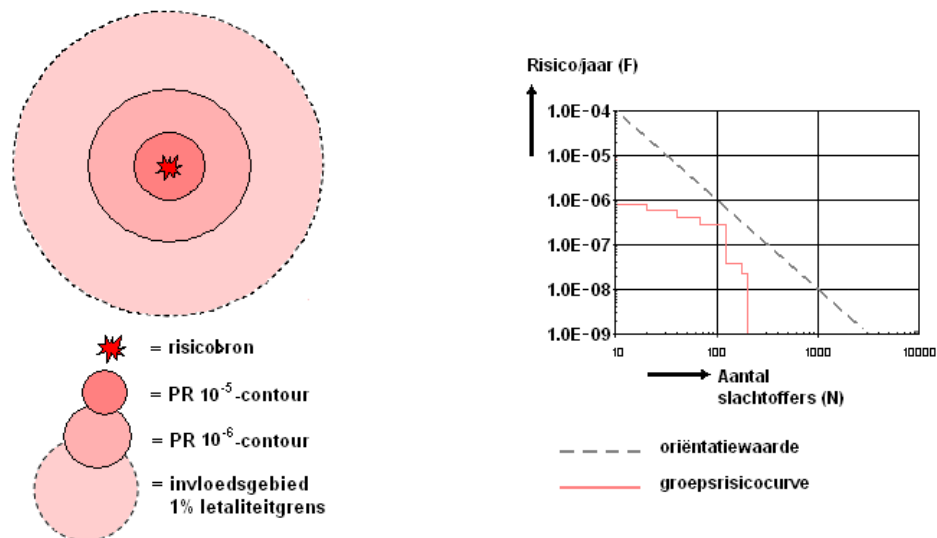 = risicobron
= PR 10⁻⁵-contour
= PR 10⁻⁶-contour
= invloedsgebied
1% letaliteitgrens
Risico/jaar (F)
1.0E-04
1.0E-05
1.0E-06
1.0E-07
1.0E-08
1.0E-09
10 100 1000 10000
Aantal
slachtoffers (N)
oriëntatiewaarde
groepsrisicocurve